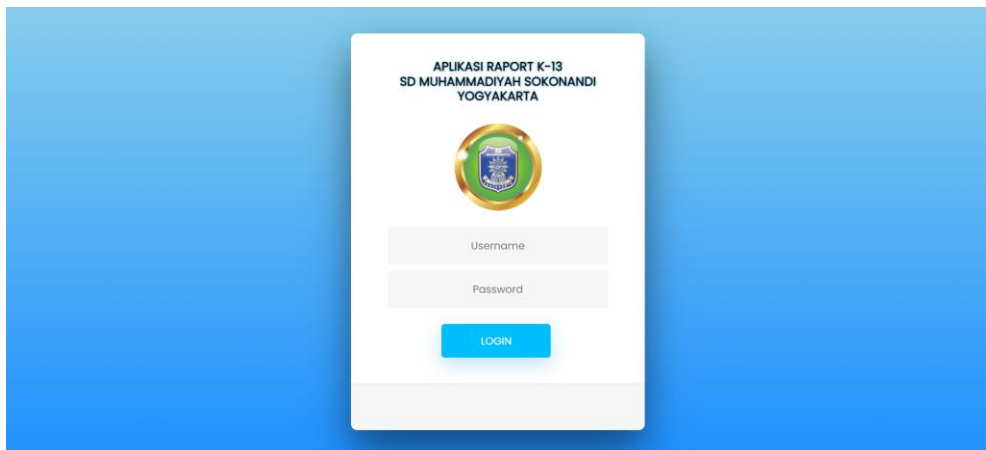 APLIKASI RAPORT K-13
SD MUHAMMADIYAH SOKONANDI
YOGYAKARTA
Username
Password
LOGIN